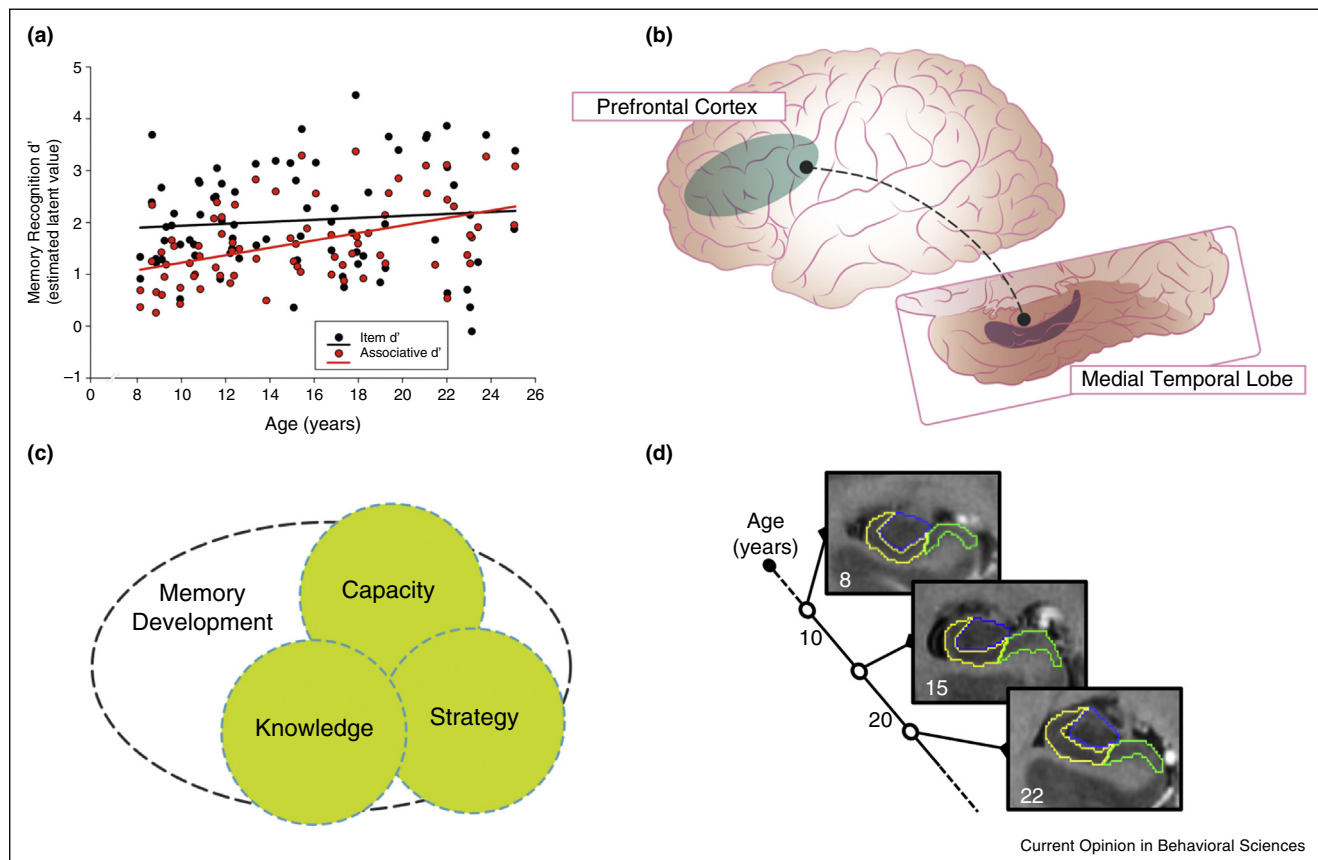 (a)
5
4
3
2
1
0
–1
Memory Recognition d'
(estimated latent value)
Item d'
Associative d'
0 8 10 12 14 16 18 20 22 24 26
Age (years)
(b)
Prefrontal Cortex
Medial Temporal Lobe
(c)
Memory
Development
Capacity
Knowledge
Strategy
(d)
Age
(years)
8
10
15
20
22
Current Opinion in Behavioral Sciences